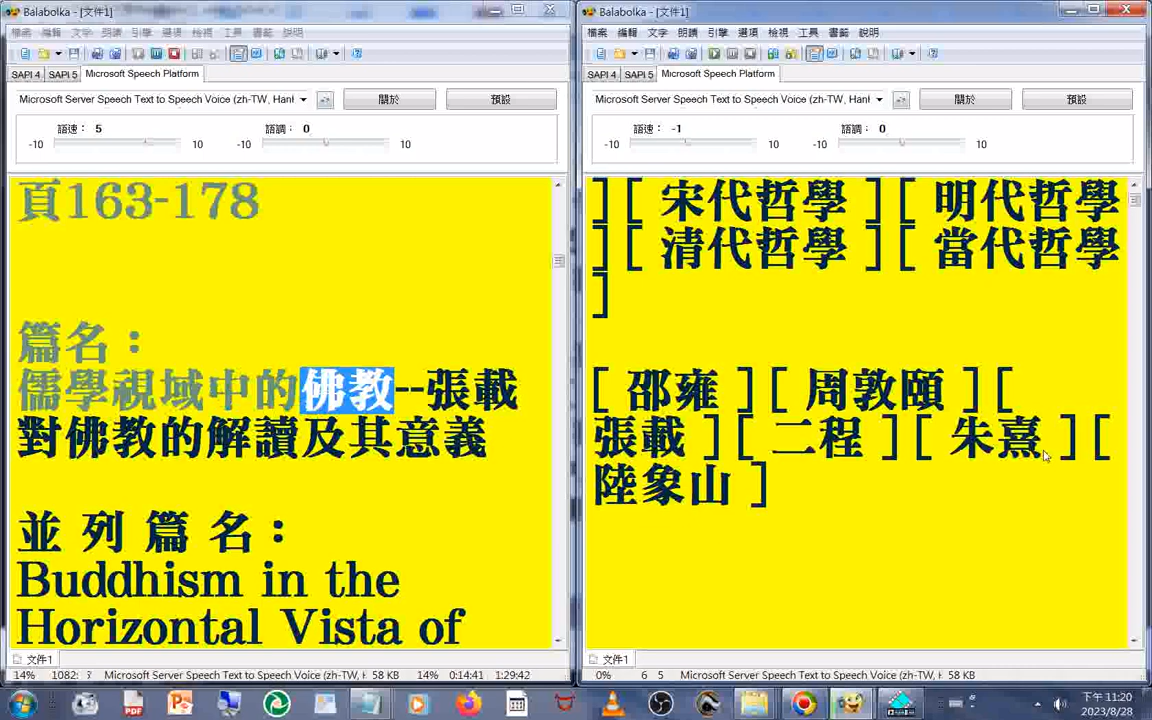 Balabolka - [文件1]
檔案 編輯 文字 朗讀 引擎 選項 檢視 工具 書籤 說明
SAPI 4 SAPI 5 Microsoft Speech Platform
Microsoft Server Speech Text to Speech Voice (zh-TW, Han
關於 預設
語速： 5 語調： 0
-10 10 -10 10
頁163-178
篇名：
儒學視域中的佛教--張載
對佛教的解讀及其意義
並 列 篇 名：
Buddhism in the
Horizontal Vista of
文件1
14% 1082: ? Microsoft Server Speech Text to Speech Voice (zh-TW, 58 KB 14% 0:14:41 1:29:42
Balabolka - [文件1]
檔案 編輯 文字 朗讀 引擎 選項 檢視 工具 書籤 說明
SAPI 4 SAPI 5 Microsoft Speech Platform
Microsoft Server Speech Text to Speech Voice (zh-TW, Han
關於 預設
語速： -1 語調： 0
-10 10 -10 10
] [ 宋代哲學 ] [ 明代哲學
] [ 清代哲學 ] [ 當代哲學
]
[ 邵雍 ] [ 周敦頤 ] [
張載 ] [ 二程 ] [ 朱熹 ] [
陸象山 ]
文件1
0% 6 5 Microsoft Server Speech Text to Speech Voice (zh-TW, 58 KB
PDF
下午 11:20
2023/8/28